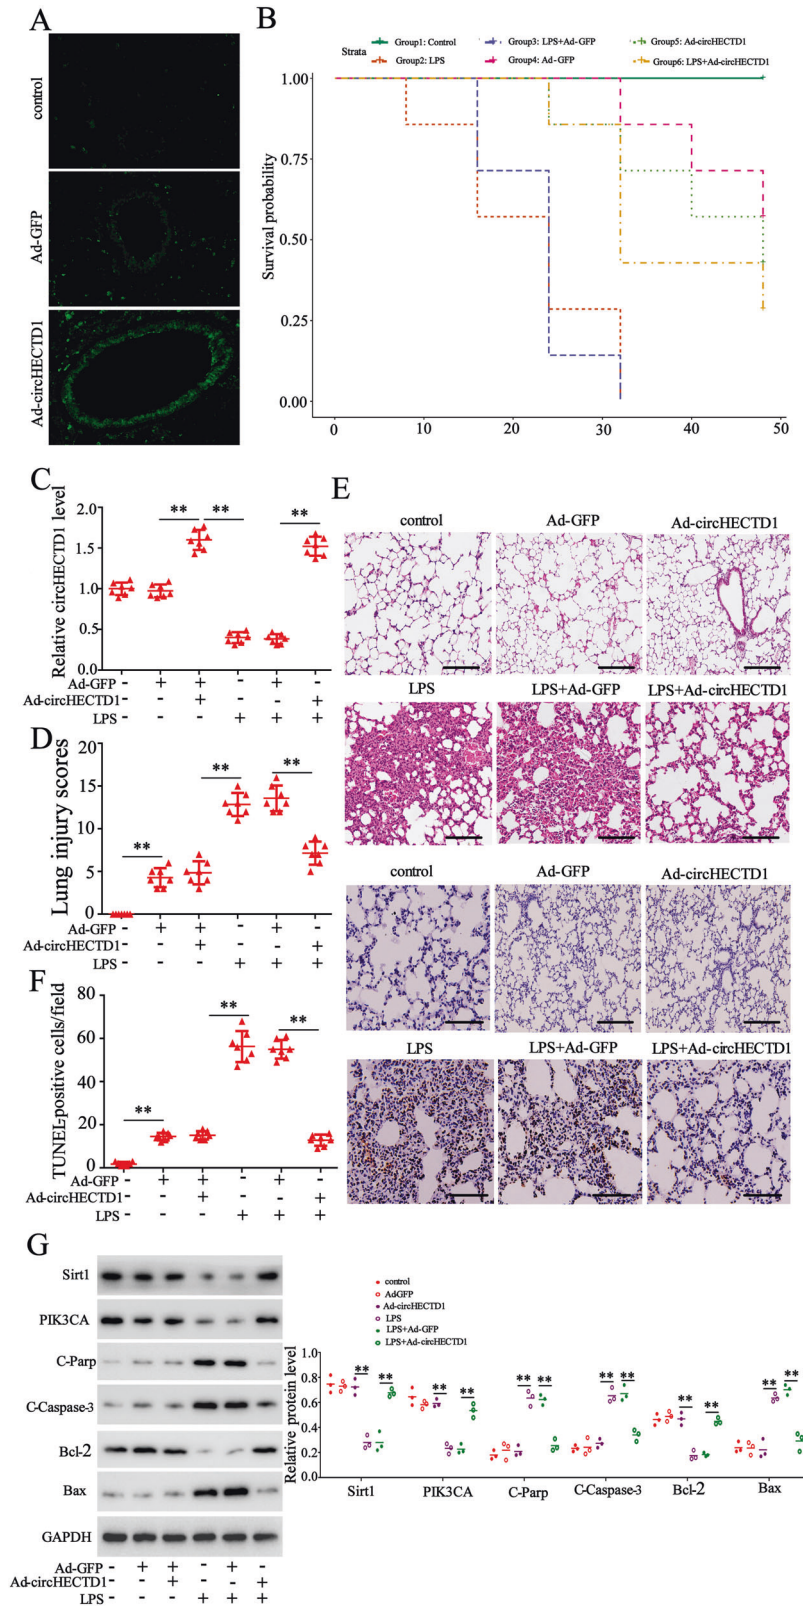 A
control
Ad-GFP
Ad-circHECTD1
B
Strata
Group1: Control
Group3: LPS+Ad-GFP
Group5: Ad-circHECTD1
Group2: LPS
Group4: Ad-GFP
Group6: LPS+Ad-circHECTD1
Survival probability
1.00
0.75
0.50
0.25
0.00
0 10 20 30 40 50
C
Relative circHECTD1 level
2.0
1.5
1.0
0.5
0.0
** ** **
Ad-GFP - + + - + -
Ad-circHECTD1 - - + - - +
LPS - - - + + +
D
Lung injury scores
20
15
10
5
0
** ** **
Ad-GFP - + + - + -
Ad-circHECTD1 - - + - - +
LPS - - - + + +
E
control Ad-GFP Ad-circHECTD1
LPS LPS+Ad-GFP LPS+Ad-circHECTD1
control Ad-GFP Ad-circHECTD1
LPS LPS+Ad-GFP LPS+Ad-circHECTD1
F
TUNEL-positive cells/field
80
60
40
20
0
** ** **
Ad-GFP - + + - + -
Ad-circHECTD1 - - + - - +
LPS - - - + + +
G
Sirt1
PIK3CA
C-Parp
C-Caspase-3
Bcl-2
Bax
GAPDH
Ad-GFP - + + - + -
Ad-circHECTD1 - - + - - +
LPS - - - + + +
control
AdGFP
Ad-circHECTD1
LPS
LPS+Ad-GFP
LPS+Ad-circHECTD1
Relative protein level
1.0
0.8
0.6
0.4
0.2
0.0
** ** ** ** ** ** ** ** ** ** ** **
Sirt1 PIK3CA C-Parp C-Caspase-3 Bcl-2 Bax